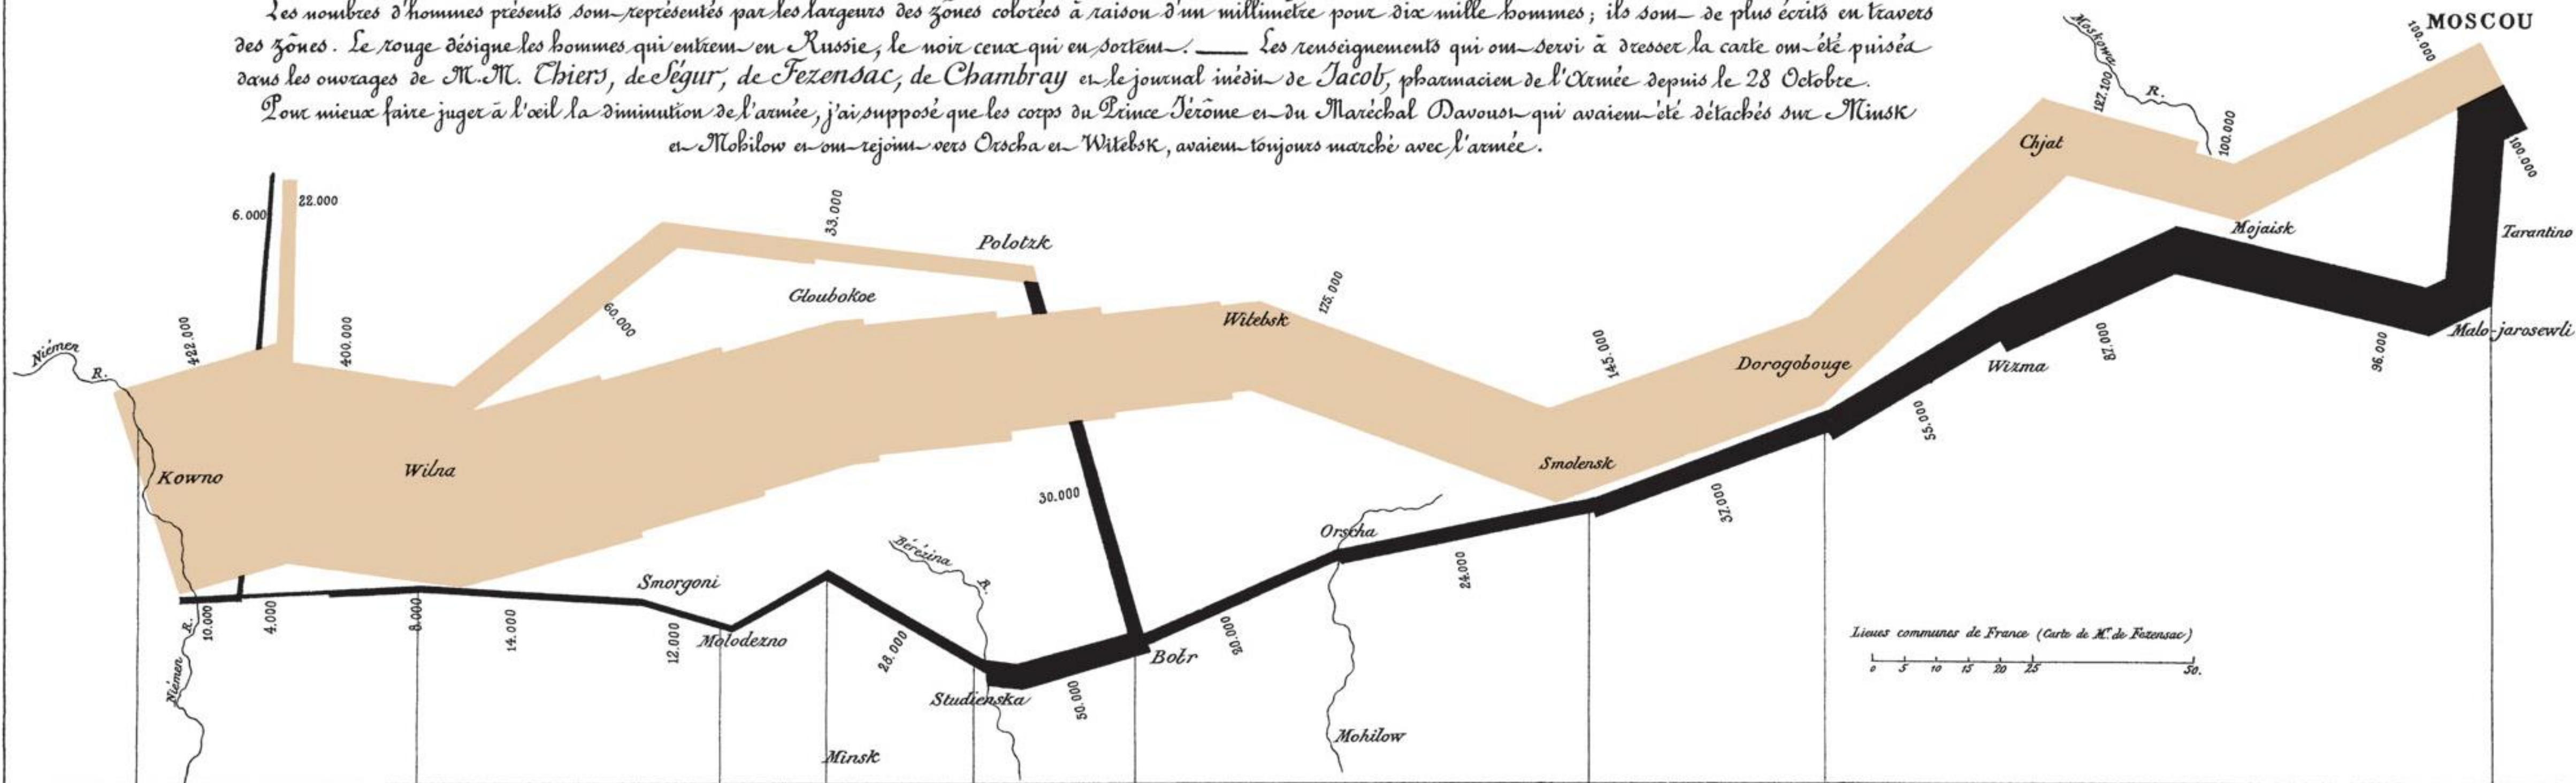 Les nombres d'hommes présents sont représentés par les largeurs des zônes colorées à raison d'un millimètre pour dix mille hommes; ils sont de plus écrits en travers
des zônes. Le rouge désigne les hommes qui entrent en Russie, le noir ceux qui en sortent. — Les renseignements qui ont servi à dresser la carte ont été puisés
dans les ouvrages de M.M. Thiers, de Ségur, de Fezensac, de Chambray et le journal inédit de Jacob, pharmacien de l'Armée depuis le 28 Octobre.
Pour mieux faire juger à l'œil la diminution de l'armée, j'ai supposé que les corps du Prince Jérôme et du Maréchal Davoust qui avaient été détachés sur Minsk
et Mohilow et ont rejoint vers Orscha et Witebsk, avaient toujours marché avec l'armée.
MOSCOU
100.000
Moskowa
R.
127.100
100.000
Chjat
100.000
Mojaisk
Tarantino
22.000
6.000
33.000
Polotzk
Gloubokoe
60.000
175.000
Witebsk
422.000
400.000
Niémen
R.
145.000
Dorogobouge
Wizma
87.000
96.000
Malo-jarosewli
55.000
Kowno
Wilna
Smolensk
30.000
37.000
Orscha
24.000
Bérézina
R.
Smorgoni
10.000
4.000
8.000
14.000
12.000
Molodezno
28.000
20.000
Bobr
Studienska
50.000
Niémen
R.
Mohilow
Minsk
Lieues communes de France (Carte de Mr. de Fezensac)
0 5 10 15 20 25 50.